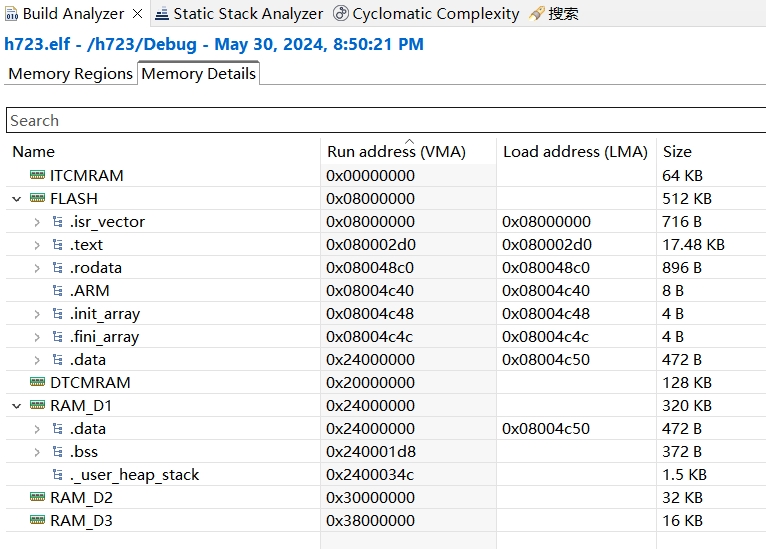 Build Analyzer Static Stack Analyzer Cyclomatic Complexity 搜索
h723.elf - /h723/Debug - May 30, 2024, 8:50:21 PM
Memory Regions Memory Details
Search
Name Run address (VMA) Load address (LMA) Size
ITCMRAM 0x00000000 64 KB
FLASH 0x08000000 512 KB
.isr_vector 0x08000000 0x08000000 716 B
.text 0x080002d0 0x080002d0 17.48 KB
.rodata 0x080048c0 0x080048c0 896 B
.ARM 0x08004c40 0x08004c40 8 B
.init_array 0x08004c48 0x08004c48 4 B
.fini_array 0x08004c4c 0x08004c4c 4 B
.data 0x24000000 0x08004c50 472 B
DTCMRAM 0x20000000 128 KB
RAM_D1 0x24000000 320 KB
.data 0x24000000 0x08004c50 472 B
.bss 0x240001d8 372 B
._user_heap_stack 0x2400034c 1.5 KB
RAM_D2 0x30000000 32 KB
RAM_D3 0x38000000 16 KB